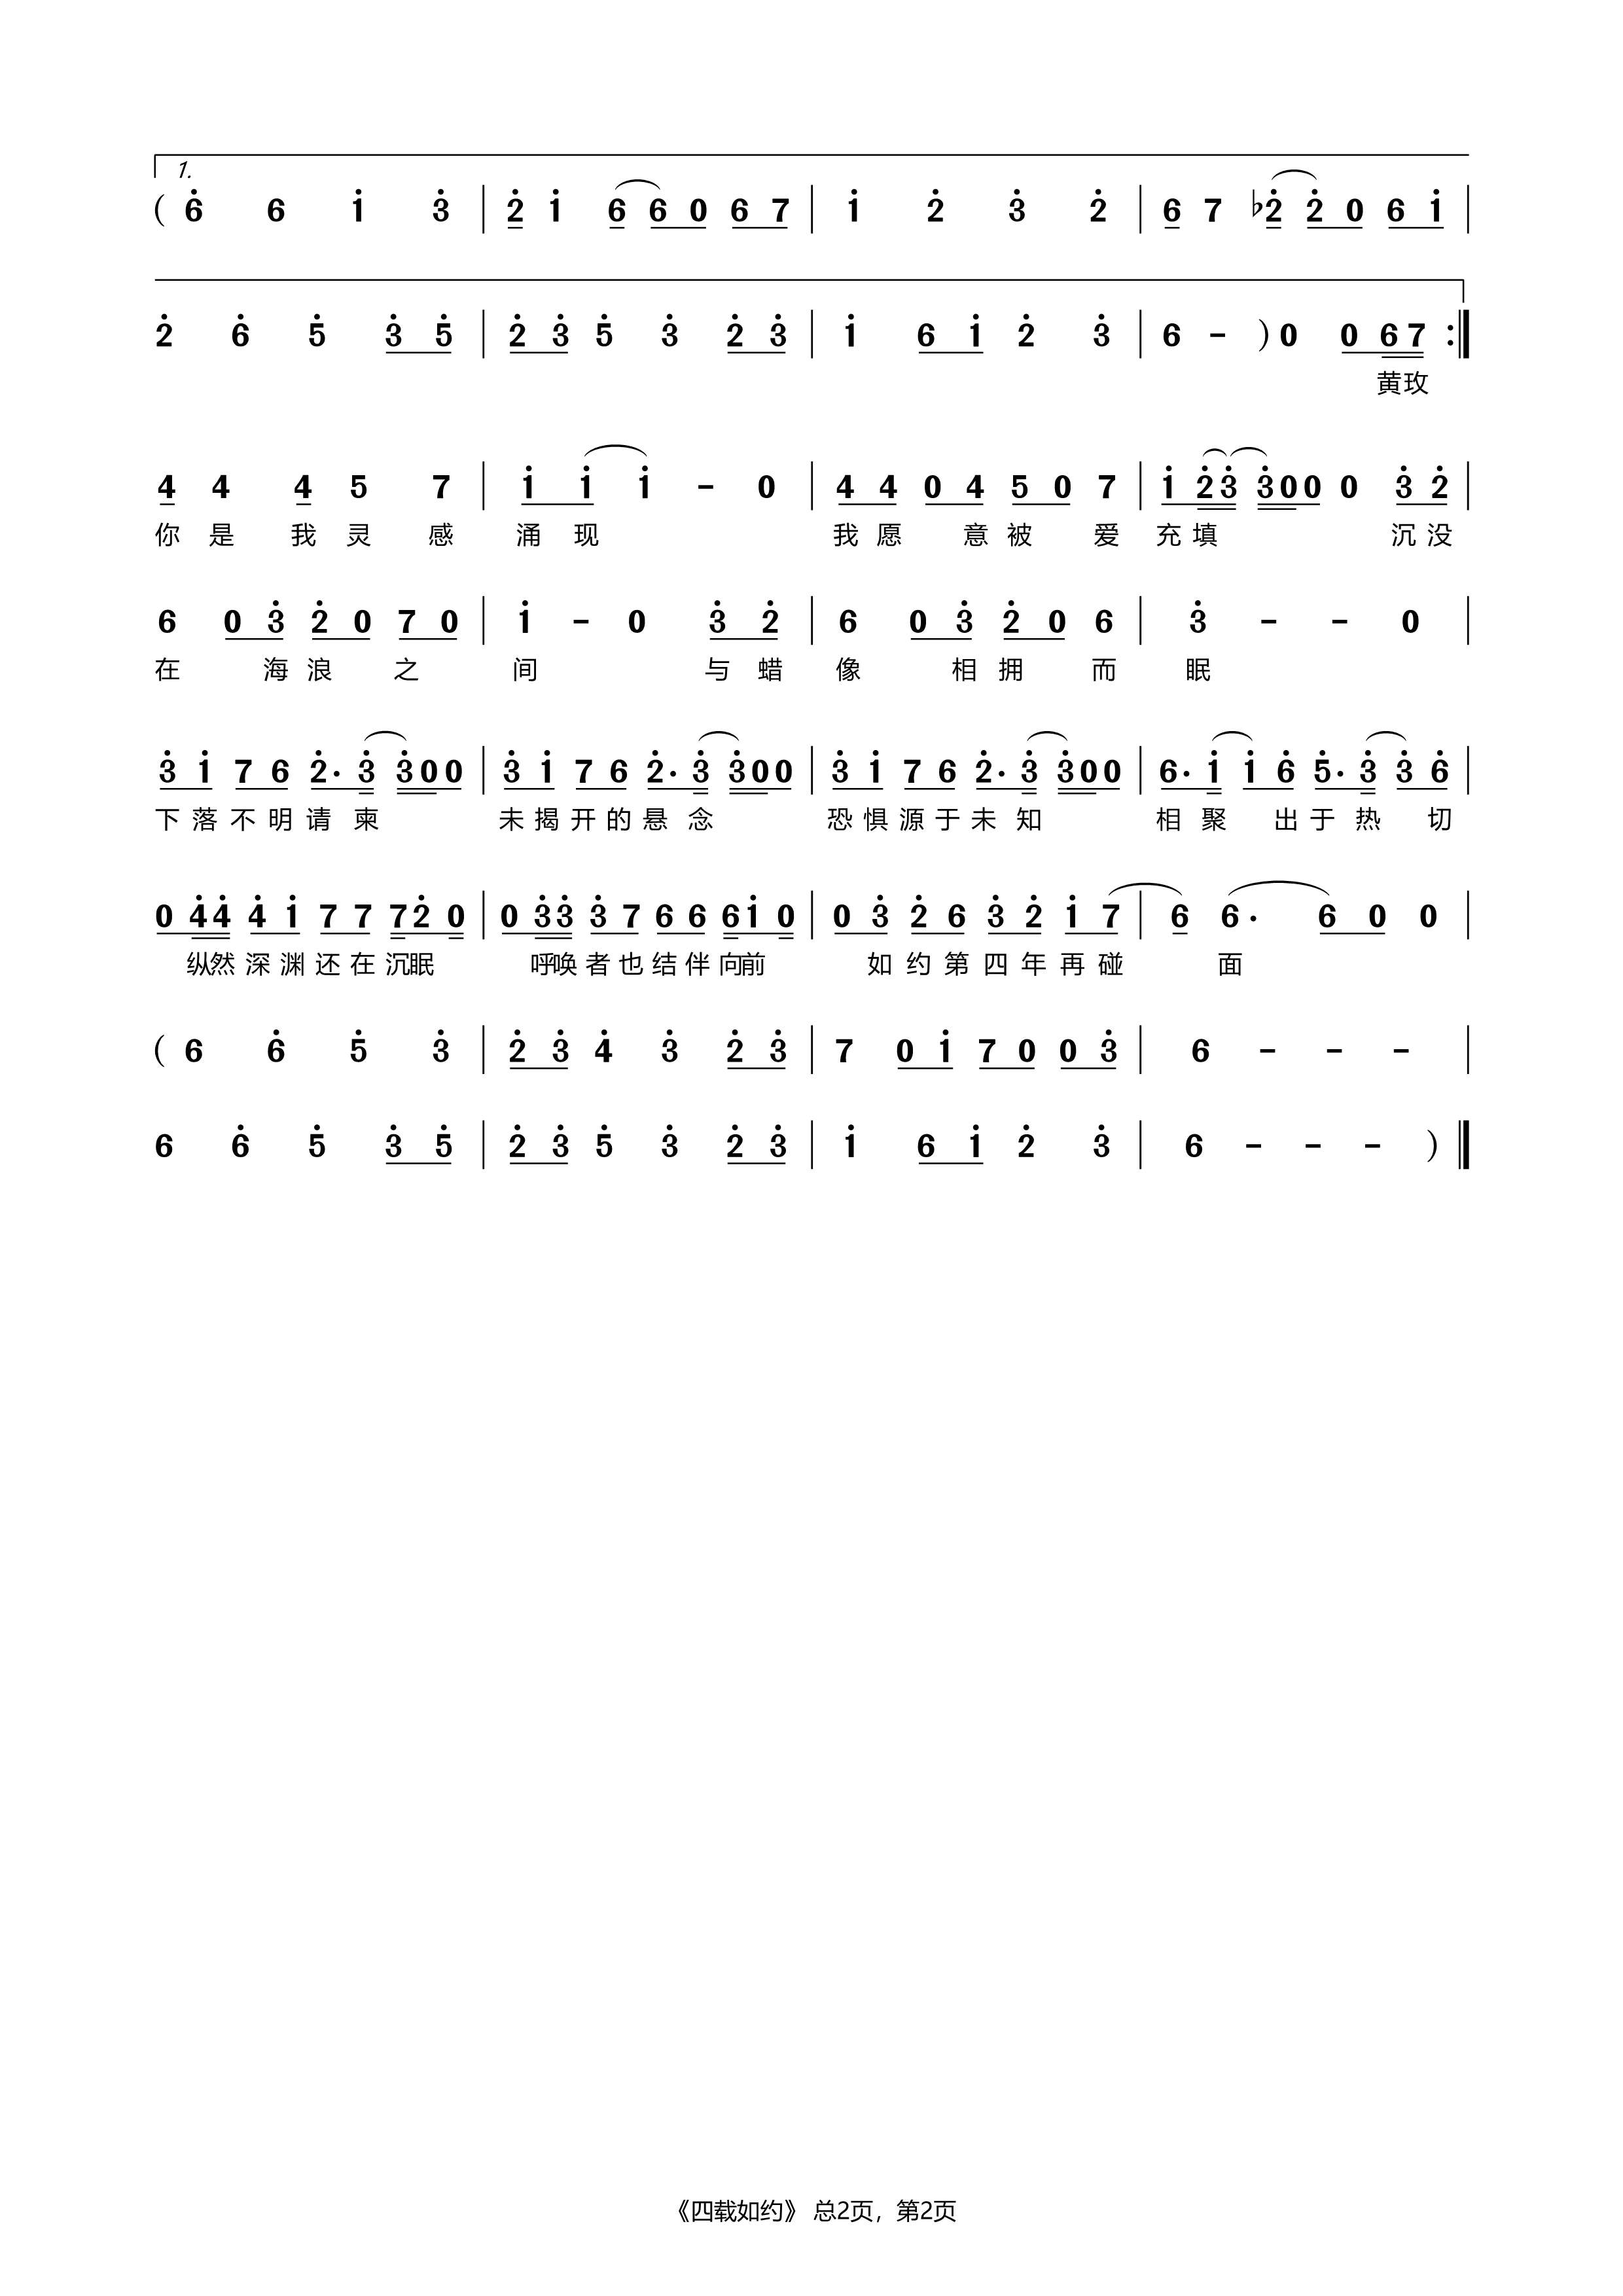 1.
( 6̇ 6 1̇ 3̇ | 2̇ 1̇ 6 6 0 6 7 | 1̇ 2̇ 3̇ 2̇ | 6 7 ♭2̇ 2̇ 0 6 1̇ |
2̇ 6̇ 5̇ 3̇ 5̇ | 2̇ 3̇ 5̇ 3̇ 2̇ 3̇ | 1̇ 6 1̇ 2̇ 3̇ | 6 - ) 0 0 6 7 :|
黄玫
4 4 4 5 7 | 1̇ 1̇ 1̇ - 0 | 4 4 0 4 5 0 7 | 1̇ 2̇ 3̇ 3̇ 0 0 0 3̇ 2̇ |
你 是 我 灵 感 涌 现 我 愿 意 被 爱 充 填 沉 没
6 0 3̇ 2̇ 0 7 0 | 1̇ - 0 3̇ 2̇ | 6 0 3̇ 2̇ 0 6 | 3̇ - - 0 |
在 海 浪 之 间 与 蜡 像 相 拥 而 眠
3̇ 1̇ 7 6 2̇· 3̇ 3̇ 0 0 | 3̇ 1̇ 7 6 2̇· 3̇ 3̇ 0 0 | 3̇ 1̇ 7 6 2̇· 3̇ 3̇ 0 0 | 6· 1̇ 1̇ 6̇ 5̇· 3̇ 3̇ 6̇ |
下 落 不 明 请 柬 未 揭 开 的 悬 念 恐 惧 源 于 未 知 相 聚 出 于 热 切
0 4̇ 4̇ 4̇ 1̇ 7 7 7 2̇ 0 | 0 3̇ 3̇ 3̇ 7 6 6 6 1̇ 0 | 0 3̇ 2̇ 6 3̇ 2̇ 1̇ 7 | 6 6· 6 0 0 |
纵然 深 渊 还 在 沉眠 呼唤 者 也 结 伴 向前 如 约 第 四 年 再 碰 面
( 6 6̇ 5̇ 3̇ | 2̇ 3̇ 4̇ 3̇ 2̇ 3̇ | 7 0 1̇ 7 0 0 3̇ | 6 - - - |
6 6̇ 5̇ 3̇ 5̇ | 2̇ 3̇ 5̇ 3̇ 2̇ 3̇ | 1̇ 6 1̇ 2̇ 3̇ | 6 - - - ) ‖
《四载如约》 总2页，第2页